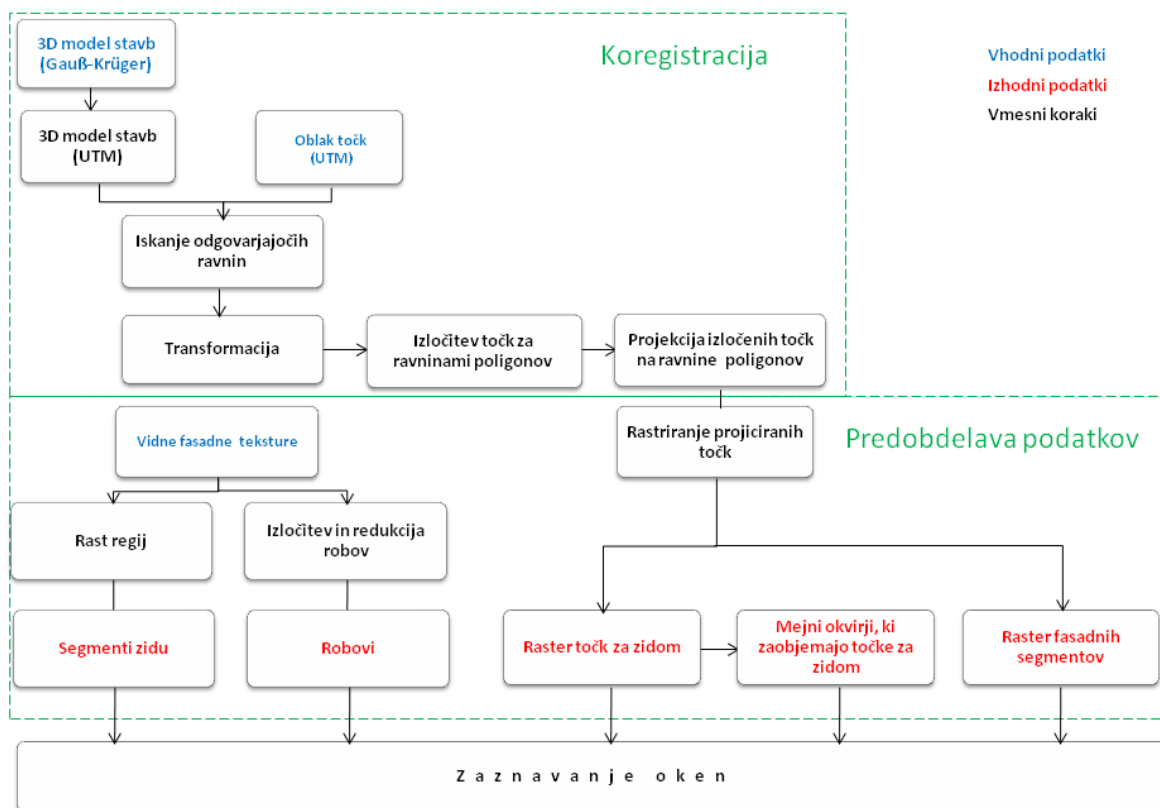 3D model stavb
(Gauß-Krüger)
Koregistracija
Vhodni podatki
Izhodni podatki
Vmesni koraki
3D model stavb
(UTM)
Oblak točk
(UTM)
Iskanje odgovarjajočih
ravnin
Transformacija
Izločitev točk za
ravninami poligonov
Projekcija izločenih točk
na ravnine poligonov
Vidne fasadne teksture
Rastriranje projiciranih
točk
Predobdelava podatkov
Rast regij
Izločitev in redukcija
robov
Segmenti zidu
Robovi
Raster točk za zidom
Mejni okvirji, ki
zaobjemajo točke za
zidom
Raster fasadnih
segmentov
Zaznavanje oken